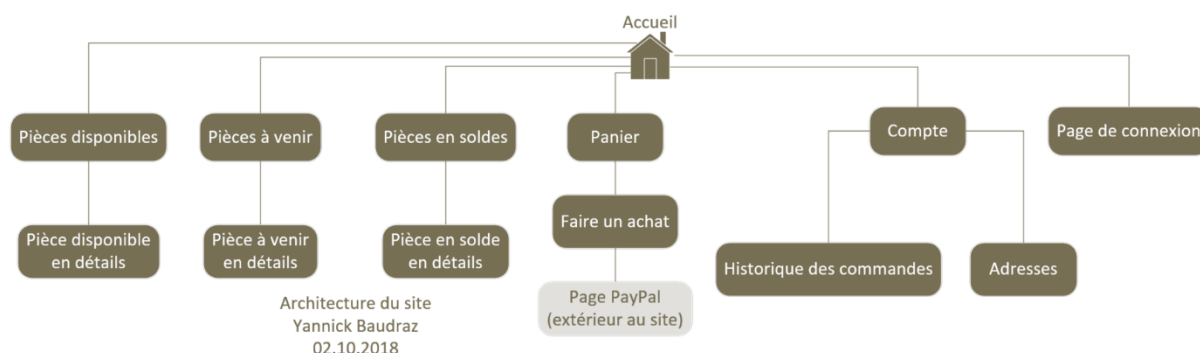 Accueil
Pièces disponibles
Pièces à venir
Pièces en soldes
Panier
Compte
Page de connexion
Pièce disponible
en détails
Pièce à venir
en détails
Pièce en solde
en détails
Faire un achat
Historique des commandes
Adresses
Page PayPal
(extérieur au site)
Architecture du site
Yannick Baudraz
02.10.2018